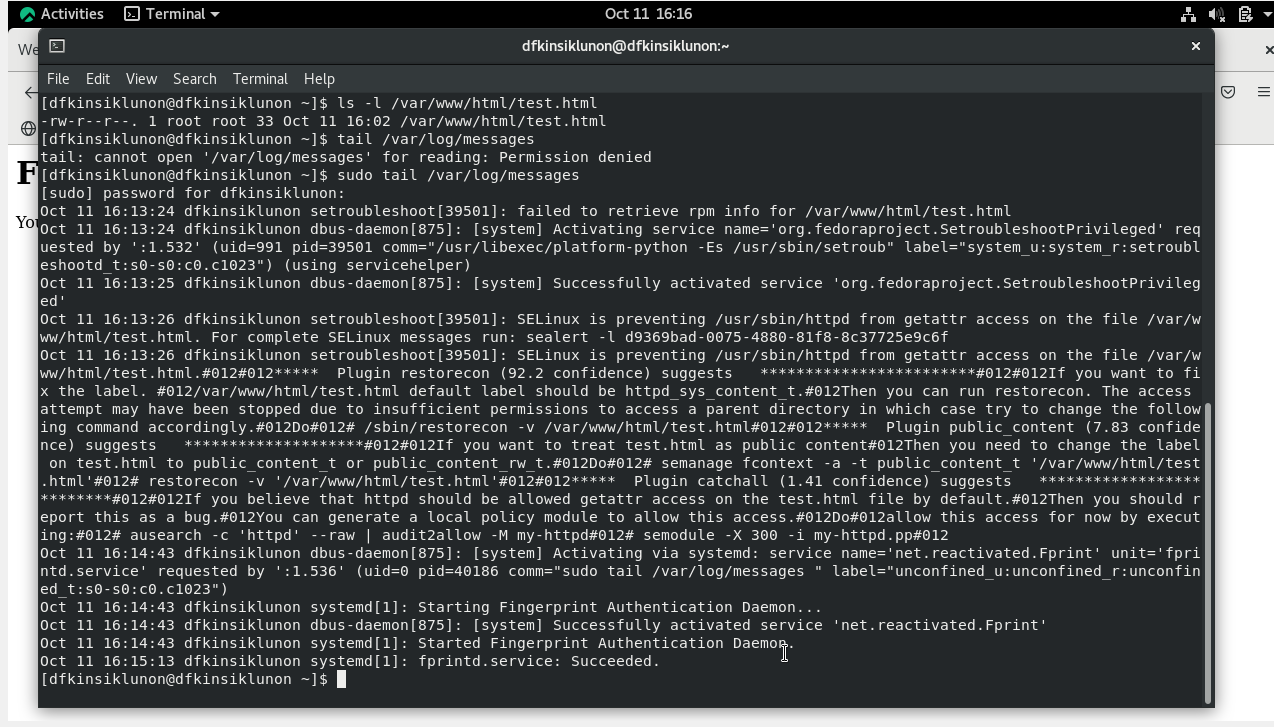 Activities Terminal Oct 11 16:16
We
dfkinsiklunon@dfkinsiklunon:~
File Edit View Search Terminal Help
[dfkinsiklunon@dfkinsiklunon ~]$ ls -l /var/www/html/test.html
-rw-r--r--. 1 root root 33 Oct 11 16:02 /var/www/html/test.html
[dfkinsiklunon@dfkinsiklunon ~]$ tail /var/log/messages
tail: cannot open '/var/log/messages' for reading: Permission denied
[dfkinsiklunon@dfkinsiklunon ~]$ sudo tail /var/log/messages
[sudo] password for dfkinsiklunon:
Oct 11 16:13:24 dfkinsiklunon setroubleshoot[39501]: failed to retrieve rpm info for /var/www/html/test.html
Oct 11 16:13:24 dfkinsiklunon dbus-daemon[875]: [system] Activating service name='org.fedoraproject.SetroubleshootPrivileged' req
uested by ':1.532' (uid=991 pid=39501 comm="/usr/libexec/platform-python -Es /usr/sbin/setroub" label="system_u:system_r:setroubl
eshootd_t:s0-s0:c0.c1023") (using servicehelper)
Oct 11 16:13:25 dfkinsiklunon dbus-daemon[875]: [system] Successfully activated service 'org.fedoraproject.SetroubleshootPrivileg
ed'
Oct 11 16:13:26 dfkinsiklunon setroubleshoot[39501]: SELinux is preventing /usr/sbin/httpd from getattr access on the file /var/w
ww/html/test.html. For complete SELinux messages run: sealert -l d9369bad-0075-4880-81f8-8c37725e9c6f
Oct 11 16:13:26 dfkinsiklunon setroubleshoot[39501]: SELinux is preventing /usr/sbin/httpd from getattr access on the file /var/w
ww/html/test.html.#012#012*****  Plugin restorecon (92.2 confidence) suggests   ************************#012#012If you want to fi
x the label. #012/var/www/html/test.html default label should be httpd_sys_content_t.#012Then you can run restorecon. The access
attempt may have been stopped due to insufficient permissions to access a parent directory in which case try to change the follow
ing command accordingly.#012Do#012# /sbin/restorecon -v /var/www/html/test.html#012#012*****  Plugin public_content (7.83 confide
nce) suggests   ********************#012#012If you want to treat test.html as public content#012Then you need to change the label
 on test.html to public_content_t or public_content_rw_t.#012Do#012# semanage fcontext -a -t public_content_t '/var/www/html/test
.html'#012# restorecon -v '/var/www/html/test.html'#012#012*****  Plugin catchall (1.41 confidence) suggests   ******************
********#012#012If you believe that httpd should be allowed getattr access on the test.html file by default.#012Then you should r
eport this as a bug.#012You can generate a local policy module to allow this access.#012Do#012allow this access for now by execut
ing:#012# ausearch -c 'httpd' --raw | audit2allow -M my-httpd#012# semodule -X 300 -i my-httpd.pp#012
Oct 11 16:14:43 dfkinsiklunon dbus-daemon[875]: [system] Activating via systemd: service name='net.reactivated.Fprint' unit='fpri
ntd.service' requested by ':1.536' (uid=0 pid=40186 comm="sudo tail /var/log/messages " label="unconfined_u:unconfined_r:unconfin
ed_t:s0-s0:c0.c1023")
Oct 11 16:14:43 dfkinsiklunon systemd[1]: Starting Fingerprint Authentication Daemon...
Oct 11 16:14:43 dfkinsiklunon dbus-daemon[875]: [system] Successfully activated service 'net.reactivated.Fprint'
Oct 11 16:14:43 dfkinsiklunon systemd[1]: Started Fingerprint Authentication Daemon.
Oct 11 16:15:13 dfkinsiklunon systemd[1]: fprintd.service: Succeeded.
[dfkinsiklunon@dfkinsiklunon ~]$